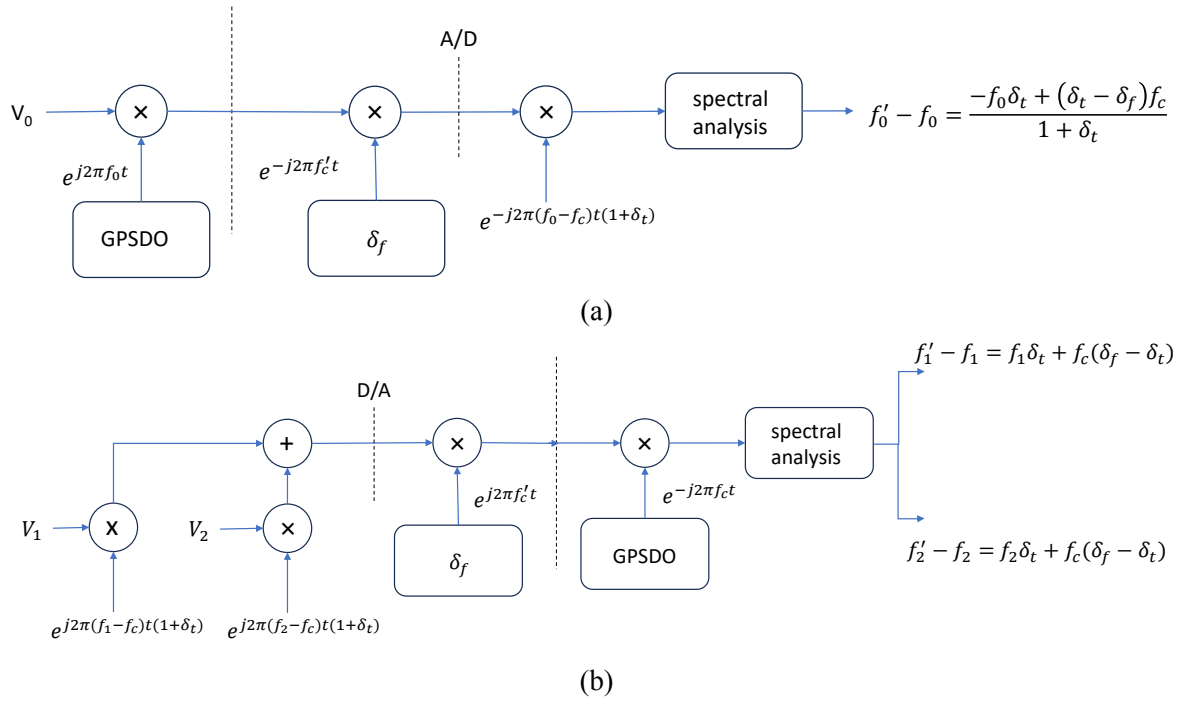 A/D
V₀
×
×
×
spectral
analysis
f₀′ − f₀ = (−f₀δₜ + (δₜ − δ_f)f_c) / (1 + δₜ)
e^{j2πf₀t}
e^{−j2πf_c′t}
e^{−j2π(f₀−f_c)t(1+δₜ)}
GPSDO
δ_f
(a)
f₁′ − f₁ = f₁δₜ + f_c(δ_f − δₜ)
D/A
+
×
×
spectral
analysis
e^{j2πf_c′t}
e^{−j2πf_ct}
V₁
x
V₂
×
δ_f
GPSDO
f₂′ − f₂ = f₂δₜ + f_c(δ_f − δₜ)
e^{j2π(f₁−f_c)t(1+δₜ)}
e^{j2π(f₂−f_c)t(1+δₜ)}
(b)